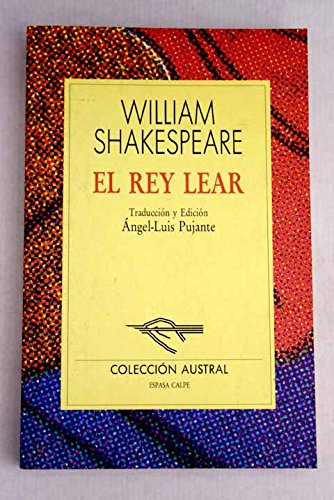 WILLIAM
SHAKESPEARE
EL REY LEAR
Traducción y Edición
Ángel-Luis Pujante
COLECCIÓN AUSTRAL
ESPASA CALPE